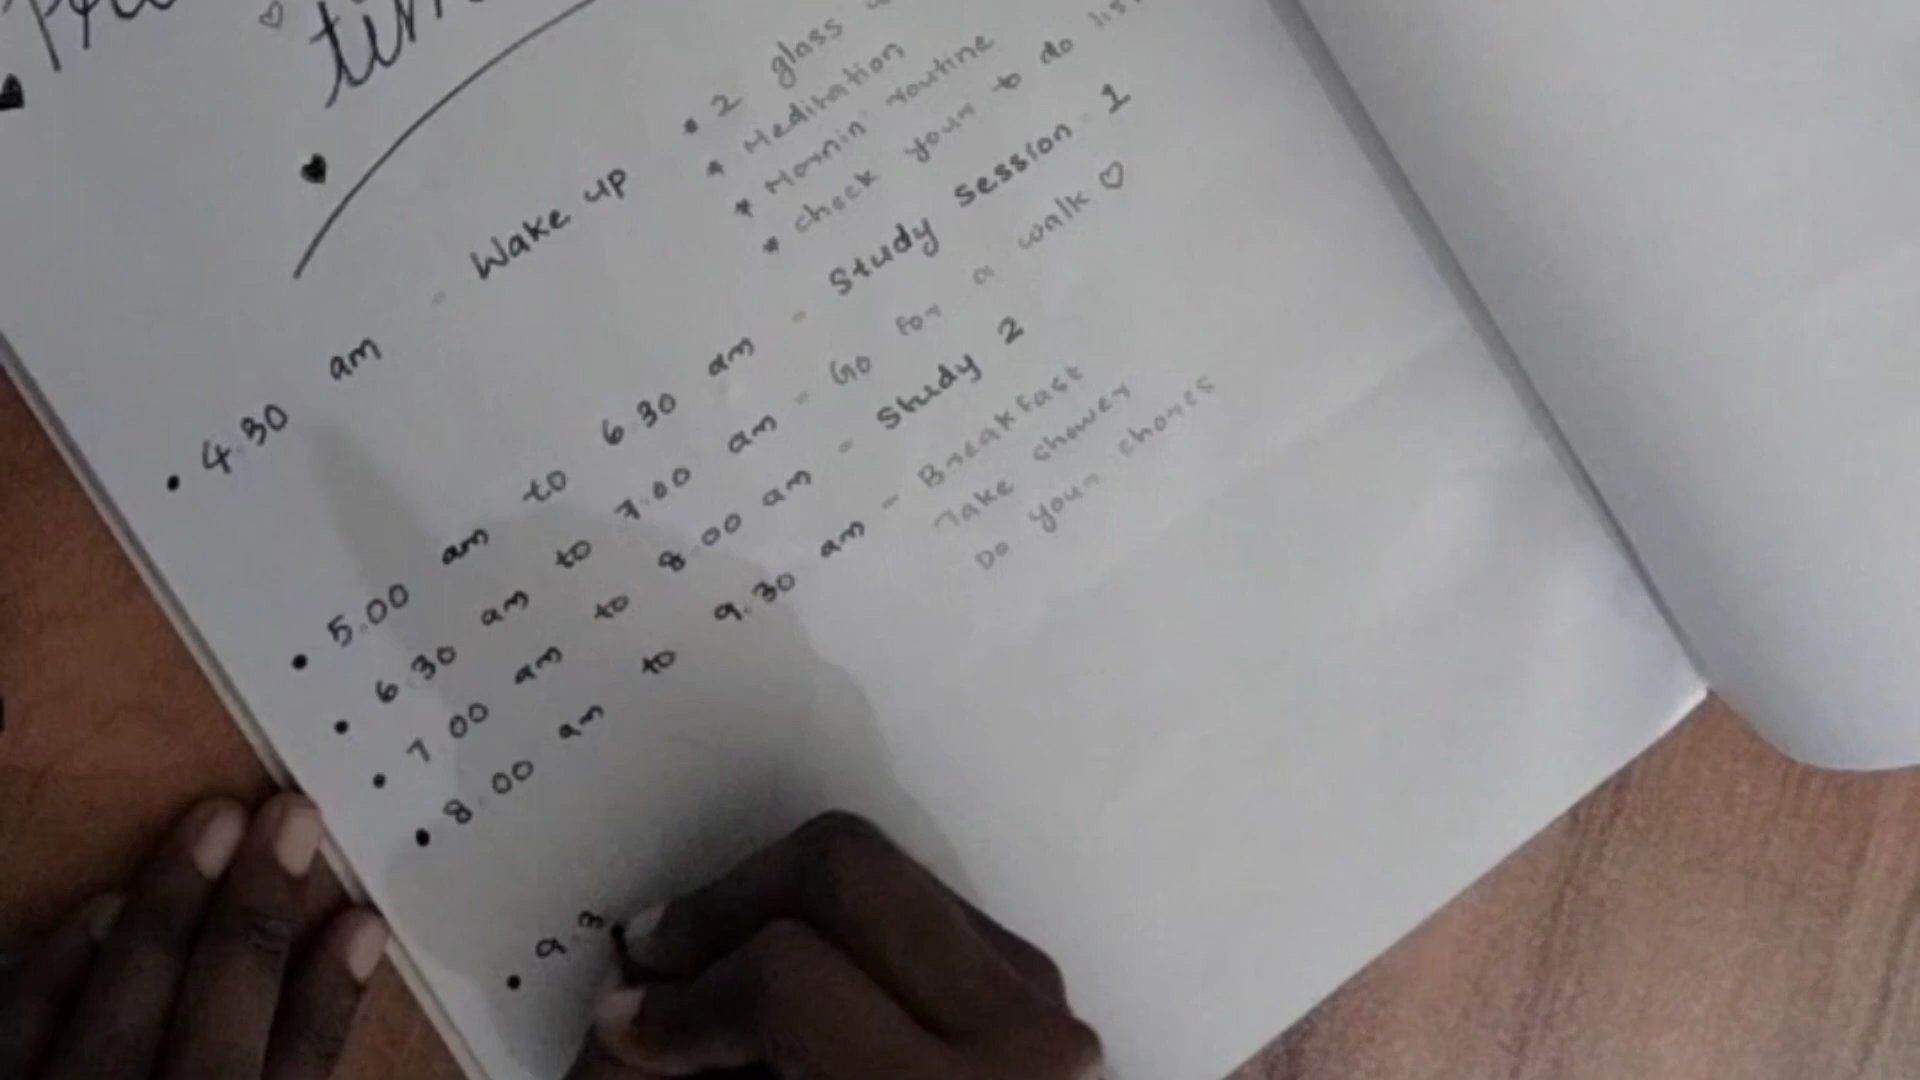 • 4.30 am - Wake up
* 2 glass
* Meditation
* Mornin routine
* check your to do
• 5.00 am to 6.30 am - Study session - 1
• 6.30 am to 7.00 am - Go for a walk ♡
• 7.00 am to 8.00 am - Study 2
• 8.00 am to 9.30 am - Breakfast
Take shower
Do your chores
• 9.3